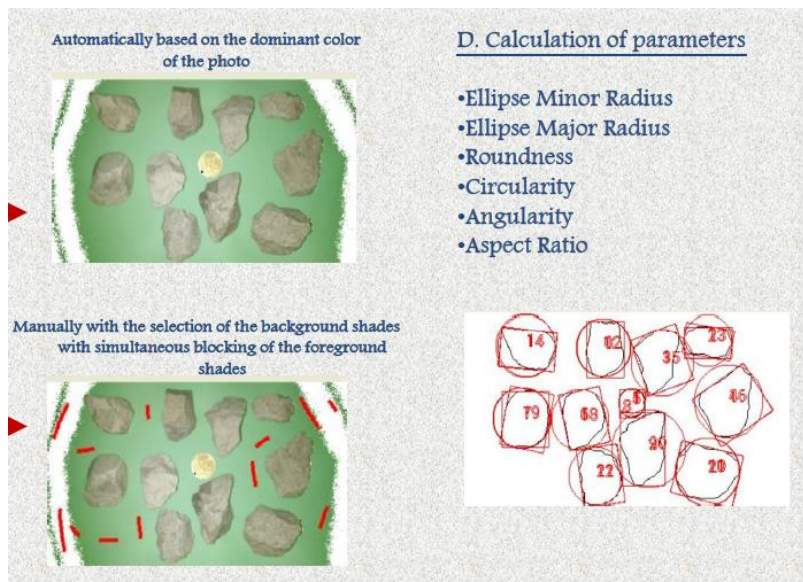 Automatically based on the dominant color
of the photo
Manually with the selection of the background shades
with simultaneous blocking of the foreground
shades
D. Calculation of parameters
•Ellipse Minor Radius
•Ellipse Major Radius
•Roundness
•Circularity
•Angularity
•Aspect Ratio
14
35
23
79
68
46
22
20